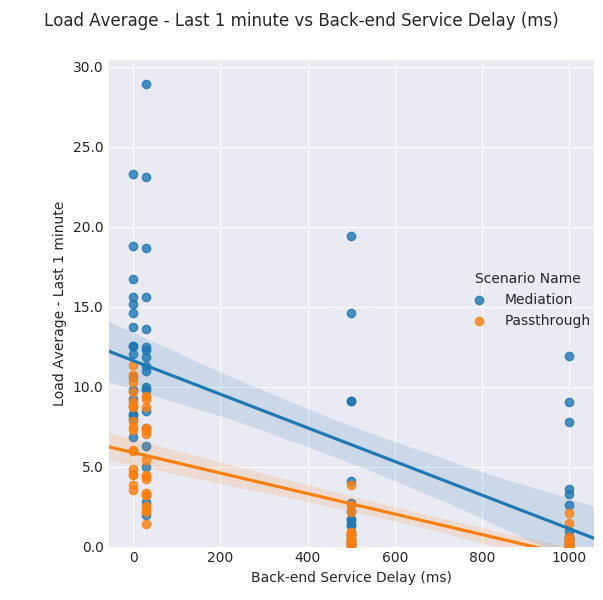 Load Average - Last 1 minute vs Back-end Service Delay (ms)
30.0
25.0
20.0
15.0
10.0
5.0
0.0
Load Average - Last 1 minute
Scenario Name
Mediation
Passthrough
0 200 400 600 800 1000
Back-end Service Delay (ms)